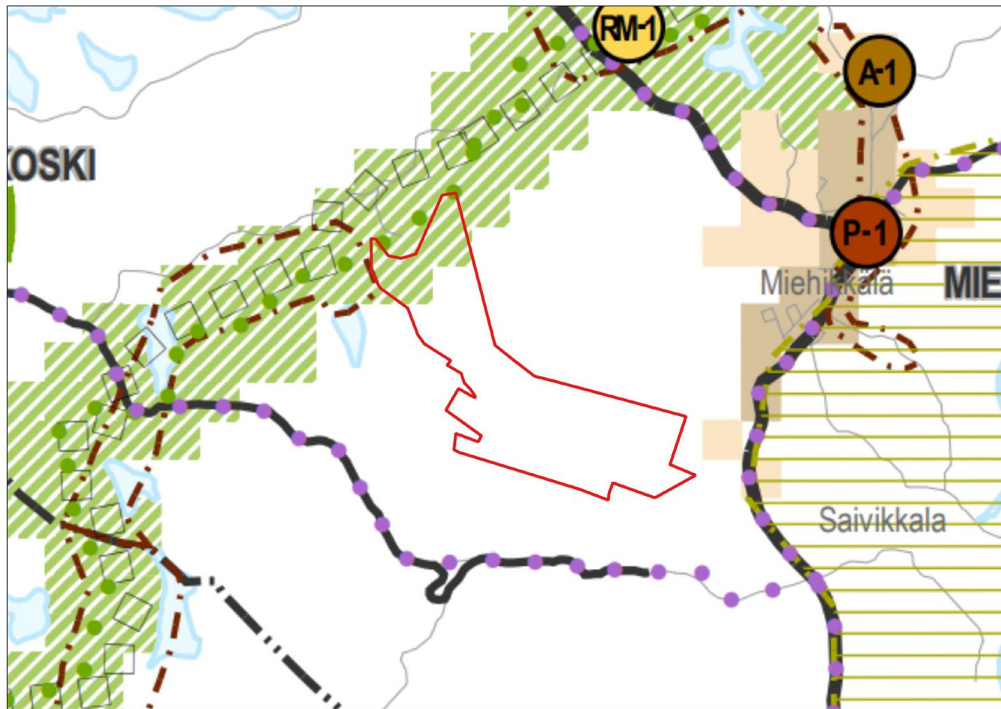 RM-1
A-1
KOSKI
P-1
Miehikkälä
MIE
Saivikkala